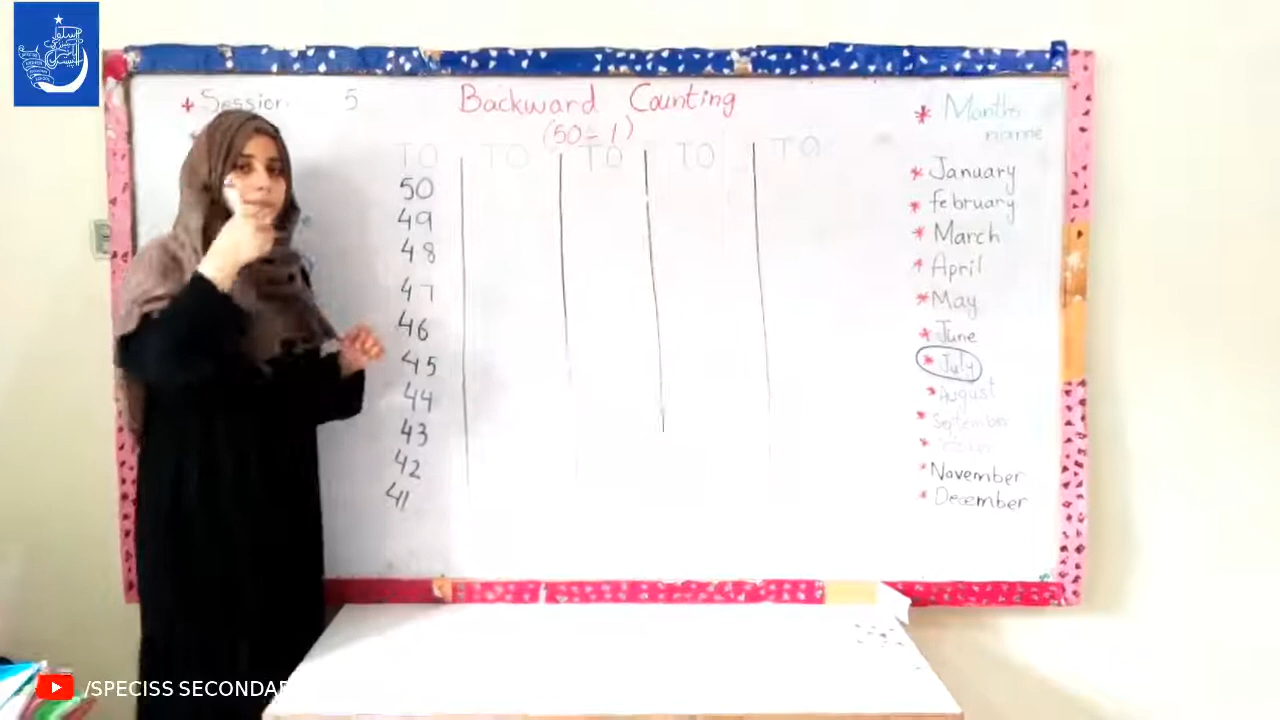 * Session 5
Backward Counting
(50- 1)
TO TO TO TO TO
50
49
48
47
46
45
44
43
42
41
* Months
name
* January
* february
* March
* April
* May
* June
* July
* August
* September
*
* November
* December
/SPECISS SECONDAR